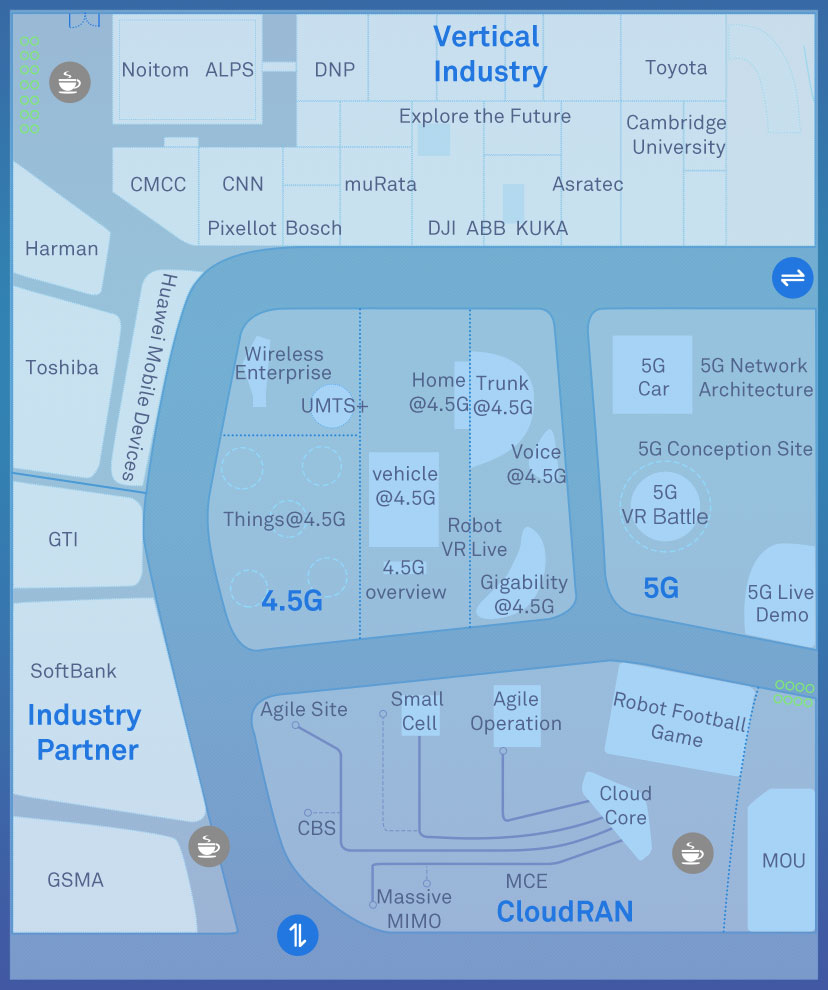 Vertical
Industry
Noitom
ALPS
DNP
Toyota
Explore the Future
Cambridge
University
CMCC
CNN
muRata
Asratec
Pixellot
Bosch
DJI
ABB
KUKA
Harman
Huawei Mobile Devices
Toshiba
Wireless
Enterprise
UMTS+
Home
@4.5G
Trunk
@4.5G
Voice
@4.5G
vehicle
@4.5G
Things@4.5G
Robot
VR Live
4.5G
overview
Gigability
@4.5G
4.5G
5G
Car
5G Network
Architecture
5G Conception Site
5G
VR Battle
5G
5G Live
Demo
GTI
SoftBank
Industry
Partner
GSMA
Agile Site
Small
Cell
Agile
Operation
Robot Football
Game
Cloud
Core
CBS
Massive
MIMO
MCE
CloudRAN
MOU